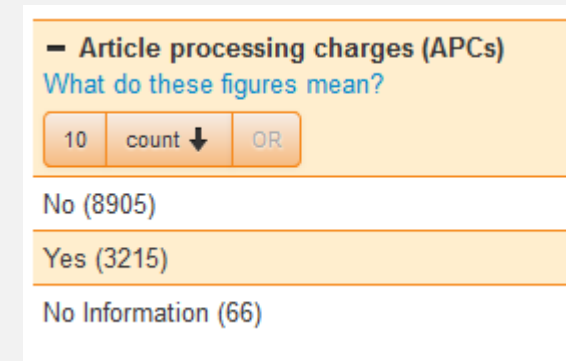 − Article processing charges (APCs)
What do these figures mean?
10 count ↓ OR
No (8905)
Yes (3215)
No Information (66)